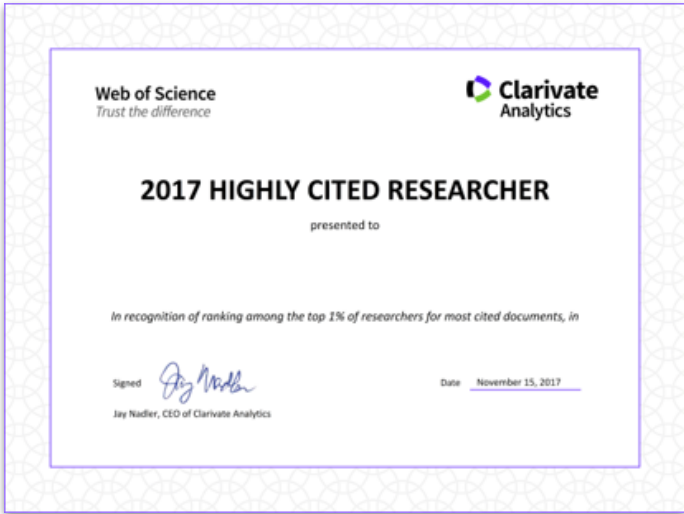 Web of Science
Trust the difference
Clarivate
Analytics
2017 HIGHLY CITED RESEARCHER
presented to
In recognition of ranking among the top 1% of researchers for most cited documents, in
Signed Jay Nadler
Date November 15, 2017
Jay Nadler, CEO of Clarivate Analytics